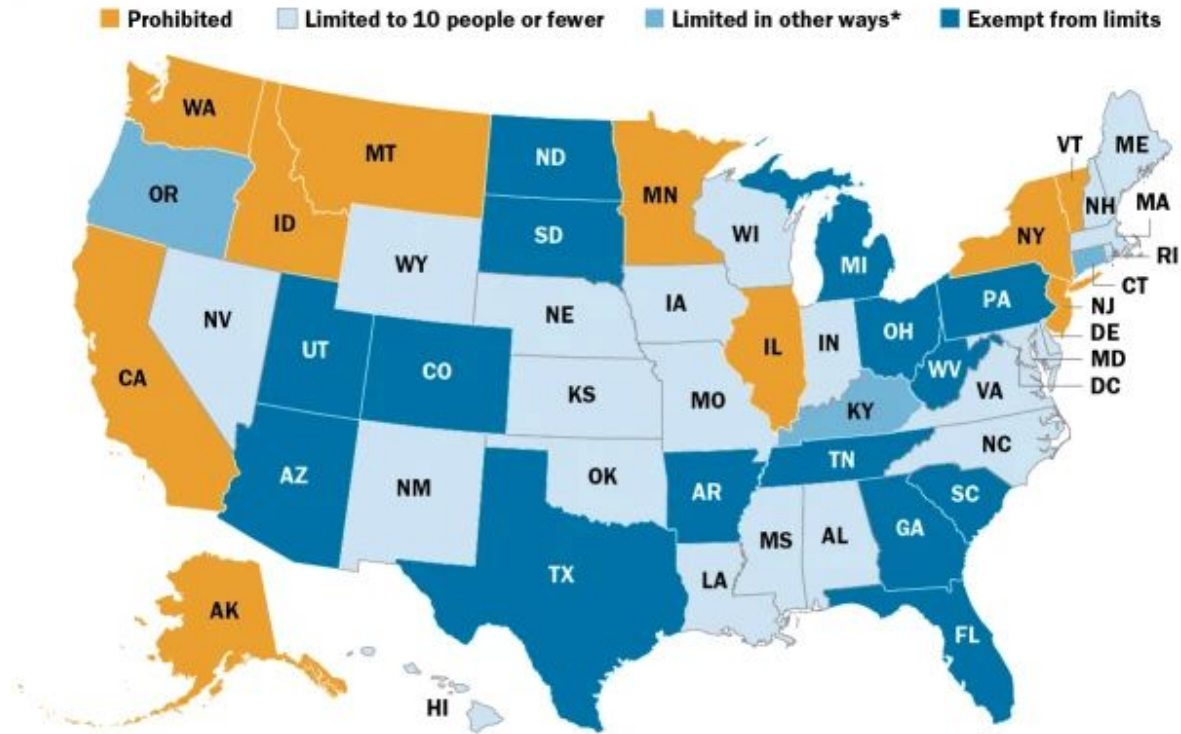 Prohibited Limited to 10 people or fewer Limited in other ways* Exempt from limits
WA
MT
ND
MN
VT
ME
OR
ID
SD
WI
NY
NH
MA
WY
MI
RI
CT
NV
NE
IA
PA
NJ
UT
CO
IL
IN
OH
DE
CA
KS
MO
WV
MD
VA
DC
KY
NC
AZ
NM
OK
AR
TN
SC
MS
AL
GA
TX
LA
AK
FL
HI